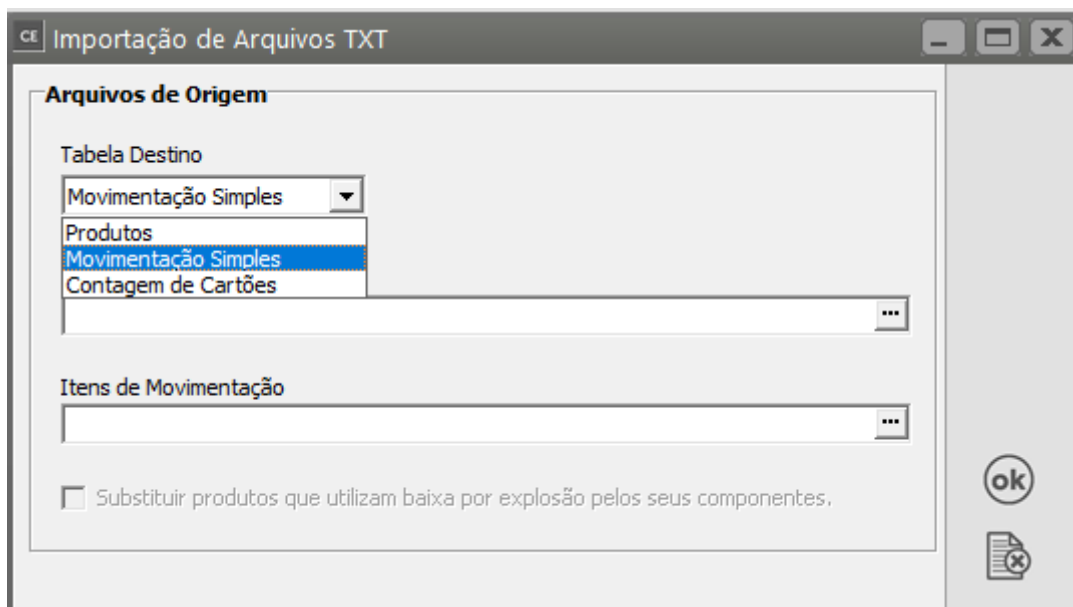 CE Importação de Arquivos TXT
Arquivos de Origem
Tabela Destino
Movimentação Simples
Produtos
Movimentação Simples
Contagem de Cartões
...
Itens de Movimentação
...
Substituir produtos que utilizam baixa por explosão pelos seus componentes.
ok